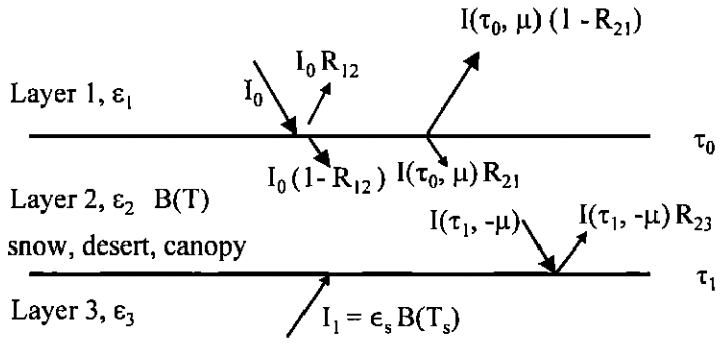 I(τ₀, μ) (1 - R₂₁)
I₀ R₁₂
Layer 1, ε₁
I₀
τ₀
I₀ (1- R₁₂)
I(τ₀, μ) R₂₁
Layer 2, ε₂ B(T)
I(τ₁, -μ)
I(τ₁, -μ) R₂₃
snow, desert, canopy
τ₁
Layer 3, ε₃
I₁ = ϵₛ B(Tₛ)